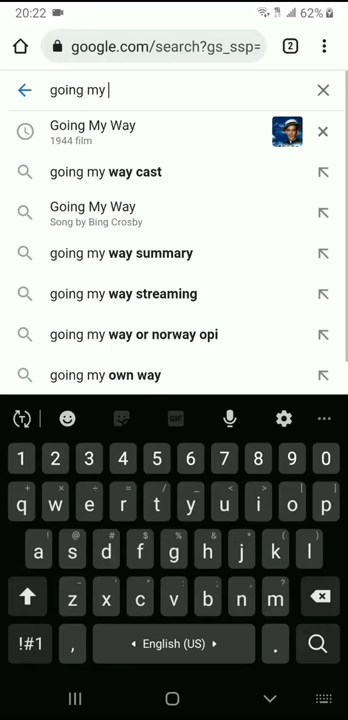 20:22
62%
google.com/search?gs_ssp=
2
going my
Going My Way
1944 film
going my way cast
Going My Way
Song by Bing Crosby
going my way summary
going my way streaming
going my way or norway opi
going my own way
T
GIF
1 2 3 4 5 6 7 8 9 0
+ × ÷ = / _ < > [ ]
q w e r t y u i o p
! @ # $ % ^ & * ( )
a s d f g h j k l
- ' " : ; , ?
z x c v b n m
!#1 , English (US) .